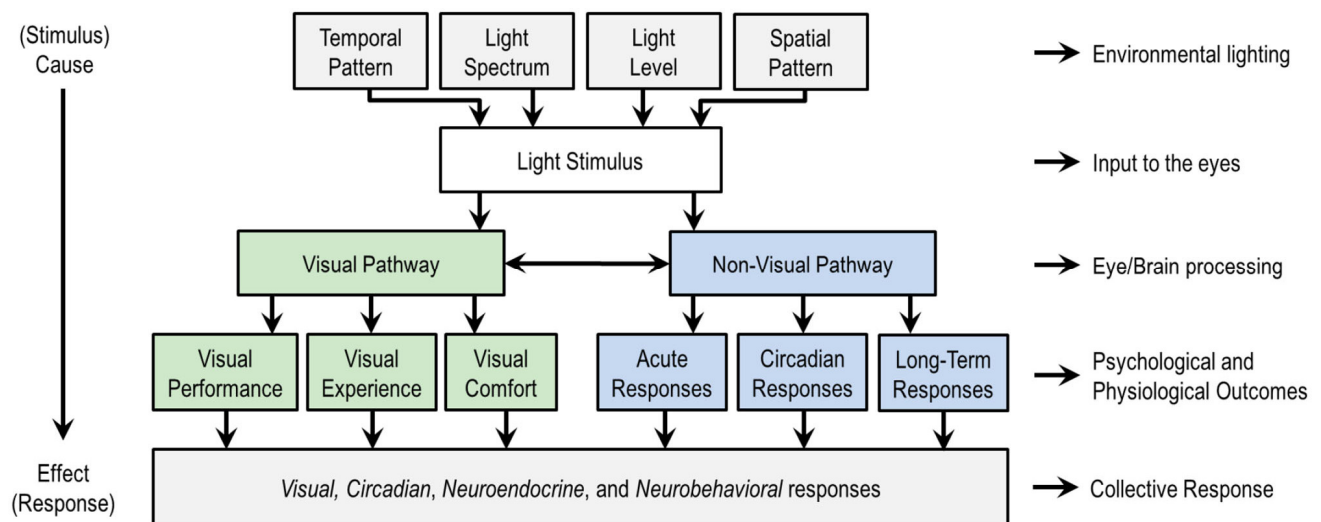 (Stimulus)
Cause
Temporal
Pattern
Light
Spectrum
Light
Level
Spatial
Pattern
Environmental lighting
Light Stimulus
Input to the eyes
Visual Pathway
Non-Visual Pathway
Eye/Brain processing
Visual
Performance
Visual
Experience
Visual
Comfort
Acute
Responses
Circadian
Responses
Long-Term
Responses
Psychological and
Physiological Outcomes
Effect
(Response)
Visual, Circadian, Neuroendocrine, and Neurobehavioral responses
Collective Response